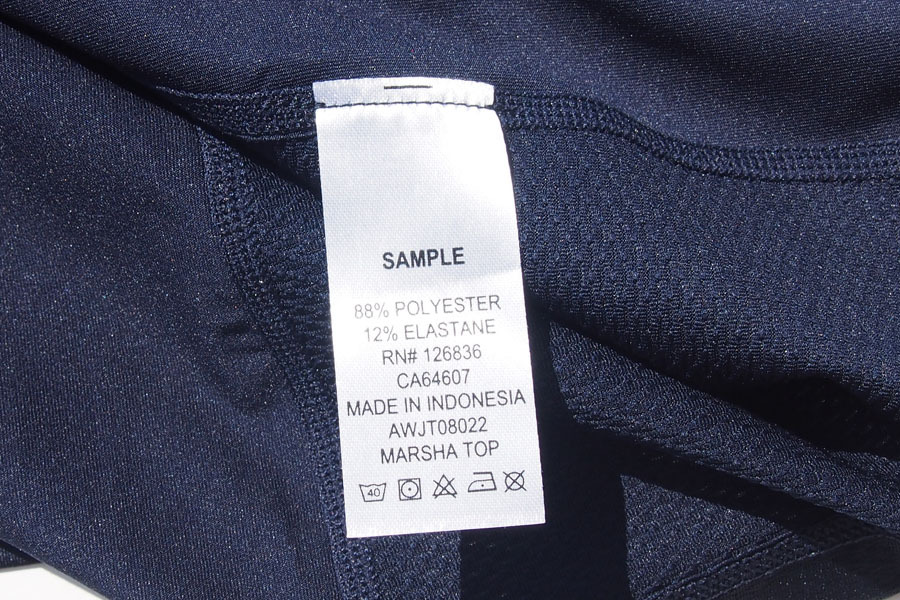 SAMPLE
88% POLYESTER
12% ELASTANE
RN# 126836
CA64607
MADE IN INDONESIA
AWJT08022
MARSHA TOP
40